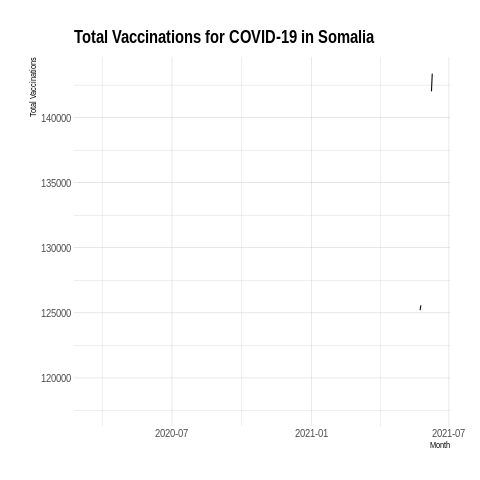 Total Vaccinations for COVID-19 in Somalia
Total Vaccinations
140000
135000
130000
125000
120000
2020-07
2021-01
2021-07
Month